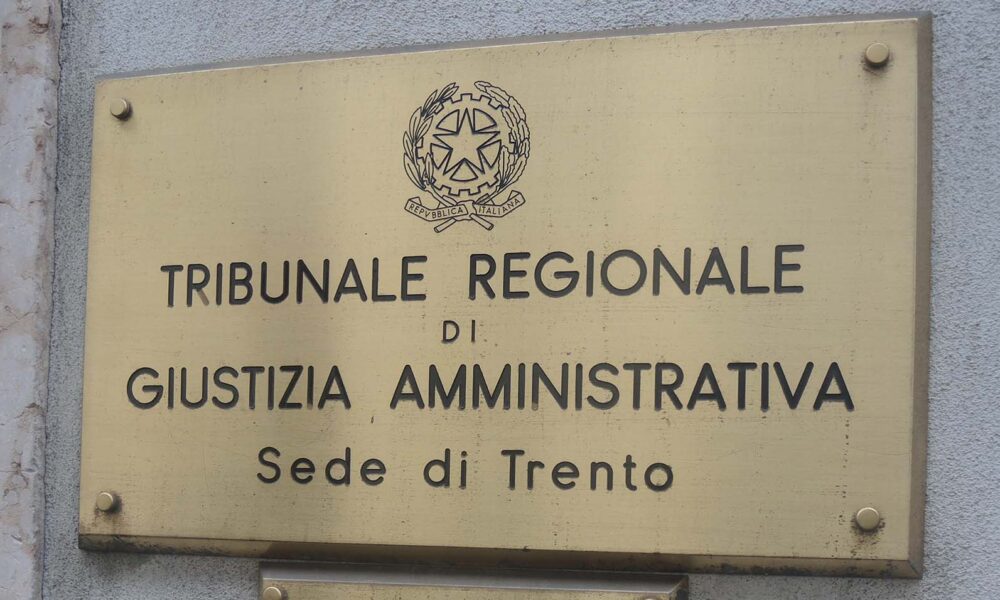 REPVBBLICA ITALIANA
TRIBUNALE REGIONALE
DI
GIUSTIZIA AMMINISTRATIVA
Sede di Trento